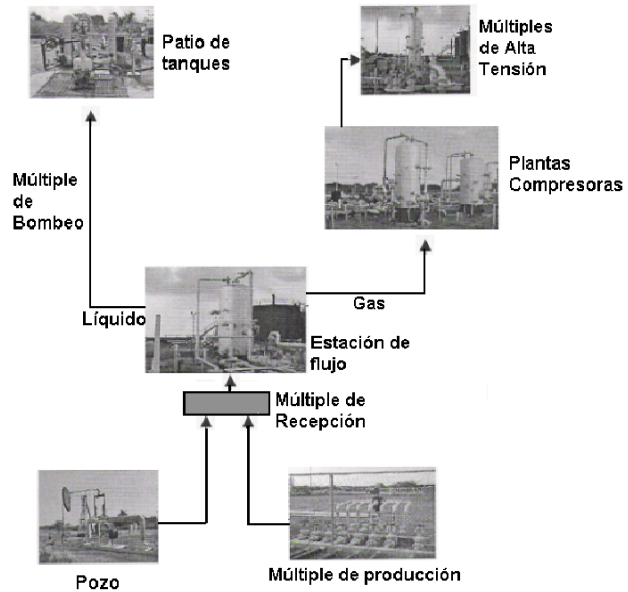 Patio de
tanques
Múltiples
de Alta
Tensión
Múltiple
de
Bombeo
Plantas
Compresoras
Líquido
Gas
Estación de
flujo
Múltiple de
Recepción
Pozo
Múltiple de producción